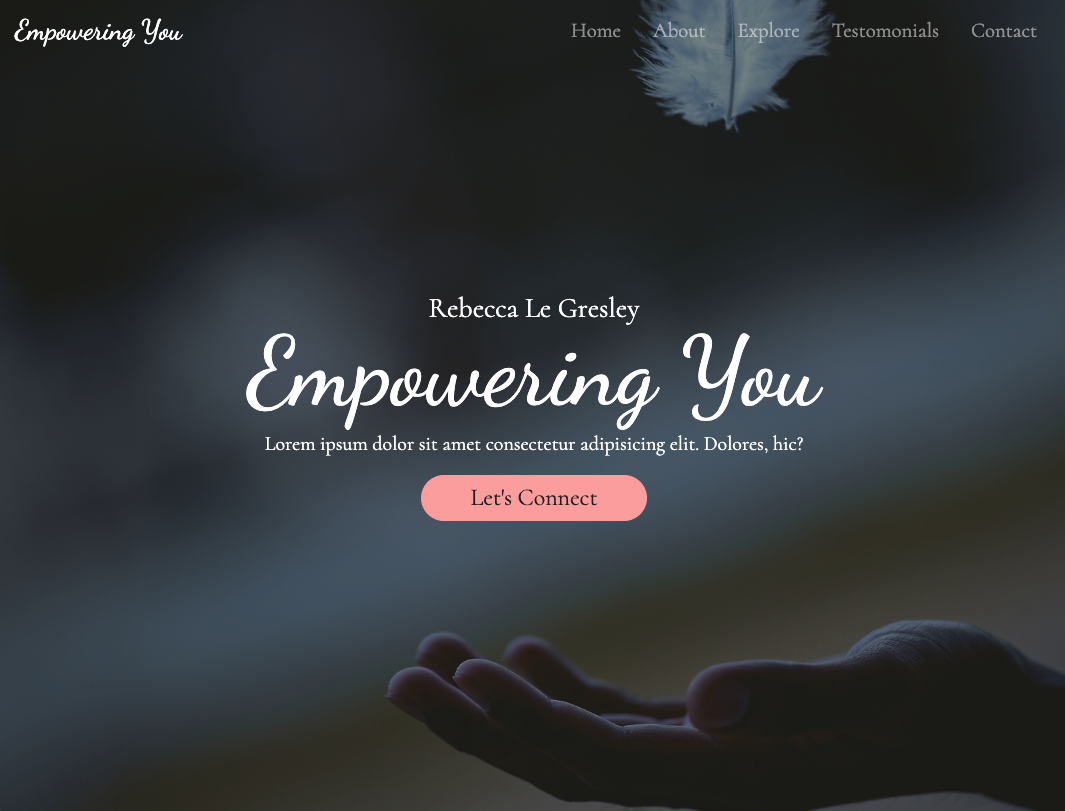 Empowering You
Home About Explore Testomonials Contact
Rebecca Le Gresley
Empowering You
Lorem ipsum dolor sit amet consectetur adipisicing elit. Dolores, hic?
Let's Connect